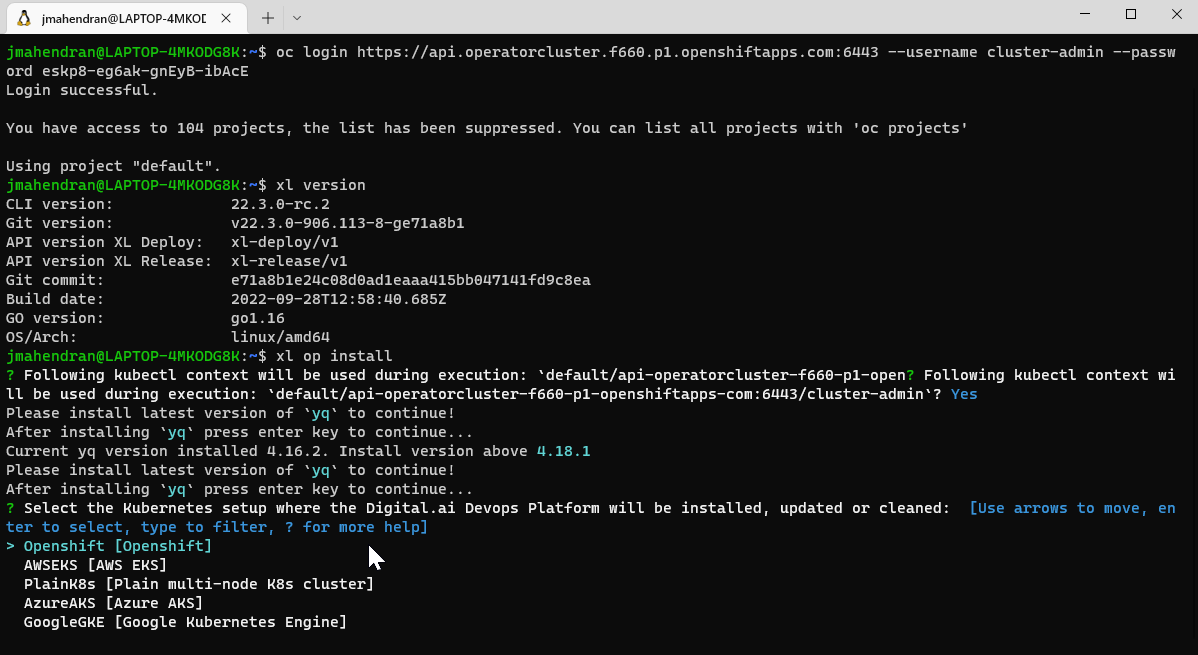 jmahendran@LAPTOP-4MKOD
jmahendran@LAPTOP-4MKODG8K:~$ oc login https://api.operatorcluster.f660.p1.openshiftapps.com:6443 --username cluster-admin --passw
ord eskp8-eg6ak-gnEyB-ibAcE
Login successful.
You have access to 104 projects, the list has been suppressed. You can list all projects with 'oc projects'
Using project "default".
jmahendran@LAPTOP-4MKODG8K:~$ xl version
CLI version: 22.3.0-rc.2
Git version: v22.3.0-906.113-8-ge71a8b1
API version XL Deploy: xl-deploy/v1
API version XL Release: xl-release/v1
Git commit: e71a8b1e24c08d0ad1eaaa415bb047141fd9c8ea
Build date: 2022-09-28T12:58:40.685Z
GO version: go1.16
OS/Arch: linux/amd64
jmahendran@LAPTOP-4MKODG8K:~$ xl op install
? Following kubectl context will be used during execution: `default/api-operatorcluster-f660-p1-open? Following kubectl context wi
ll be used during execution: `default/api-operatorcluster-f660-p1-openshiftapps-com:6443/cluster-admin`? Yes
Please install latest version of `yq` to continue!
After installing `yq` press enter key to continue...
Current yq version installed 4.16.2. Install version above 4.18.1
Please install latest version of `yq` to continue!
After installing `yq` press enter key to continue...
? Select the Kubernetes setup where the Digital.ai Devops Platform will be installed, updated or cleaned: [Use arrows to move, en
ter to select, type to filter, ? for more help]
> Openshift [Openshift]
AWSEKS [AWS EKS]
PlainK8s [Plain multi-node K8s cluster]
AzureAKS [Azure AKS]
GoogleGKE [Google Kubernetes Engine]